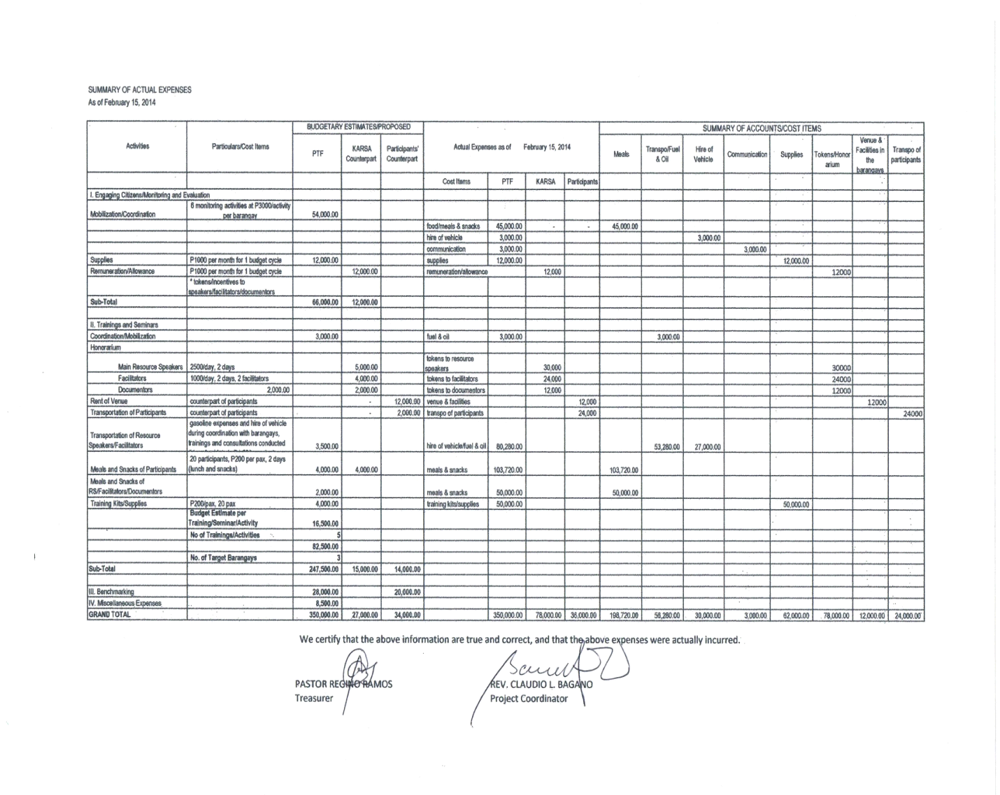 SUMMARY OF ACTUAL EXPENSES
As of February 15, 2014
BUDGETARY ESTIMATES/PROPOSED SUMMARY OF ACCOUNTS/COST ITEMS
Activities Particulars/Cost Items PTF KARSA Counterpart Participants' Counterpart Actual Expenses as of February 15, 2014 Meals Transpo/Fuel & Oil Hire of Vehicle Communication Supplies Tokens/Honorarium Venue & Facilities in the barangays Transpo of participants
Cost Items PTF KARSA Participants
I. Engaging Citizens/Monitoring and Evaluation
Mobilization/Coordination 6 monitoring activities at P3000/activity per barangay 54,000.00
food/meals & snacks 45,000.00 - - 45,000.00
hire of vehicle 3,000.00 3,000.00
communication 3,000.00 3,000.00
Supplies P1000 per month for 1 budget cycle 12,000.00 supplies 12,000.00 12,000.00
Remuneration/Allowance P1000 per month for 1 budget cycle 12,000.00 remuneration/allowance 12,000 12000
* tokens/incentives to speakers/facilitators/documentors
Sub-Total 66,000.00 12,000.00
II. Trainings and Seminars
Coordination/Mobilization 3,000.00 fuel & oil 3,000.00 3,000.00
Honorarium
Main Resource Speakers 2500/day, 2 days 5,000.00 tokens to resource speakers 30,000 30000
Facilitators 1000/day, 2 days, 2 facilitators 4,000.00 tokens to facilitators 24,000 24000
Documentors 2,000.00 2,000.00 tokens to documentors 12,000 12000
Rent of Venue counterpart of participants - 12,000.00 venue & facilities 12,000 12000
Transportation of Participants counterpart of participants - 2,000.00 transpo of participants 24,000 24000
Transportation of Resource Speakers/Facilitators gasoline expenses and hire of vehicle during coordination with barangays, trainings and consultations conducted 3,500.00 hire of vehicle/fuel & oil 80,280.00 53,280.00 27,000.00
Meals and Snacks of Participants 20 participants, P200 per pax, 2 days (lunch and snacks) 4,000.00 4,000.00 meals & snacks 103,720.00 103,720.00
Meals and Snacks of RS/Facilitators/Documentors 2,000.00 meals & snacks 50,000.00 50,000.00
Training Kits/Supplies P200/pax, 20 pax 4,000.00 training kits/supplies 50,000.00 50,000.00
Budget Estimate per Training/Seminar/Activity 16,500.00
No of Trainings/Activities 5
82,500.00
No. of Target Barangays 3
Sub-Total 247,500.00 15,000.00 14,000.00
III. Benchmarking 28,000.00 20,000.00
IV. Miscellaneous Expenses 8,500.00
GRAND TOTAL 350,000.00 27,000.00 34,000.00 350,000.00 78,000.00 36,000.00 198,720.00 56,280.00 30,000.00 3,000.00 62,000.00 78,000.00 12,000.00 24,000.00
We certify that the above information are true and correct, and that the above expenses were actually incurred.
PASTOR REGINO RAMOS REV. CLAUDIO L. BAGANO
Treasurer Project Coordinator